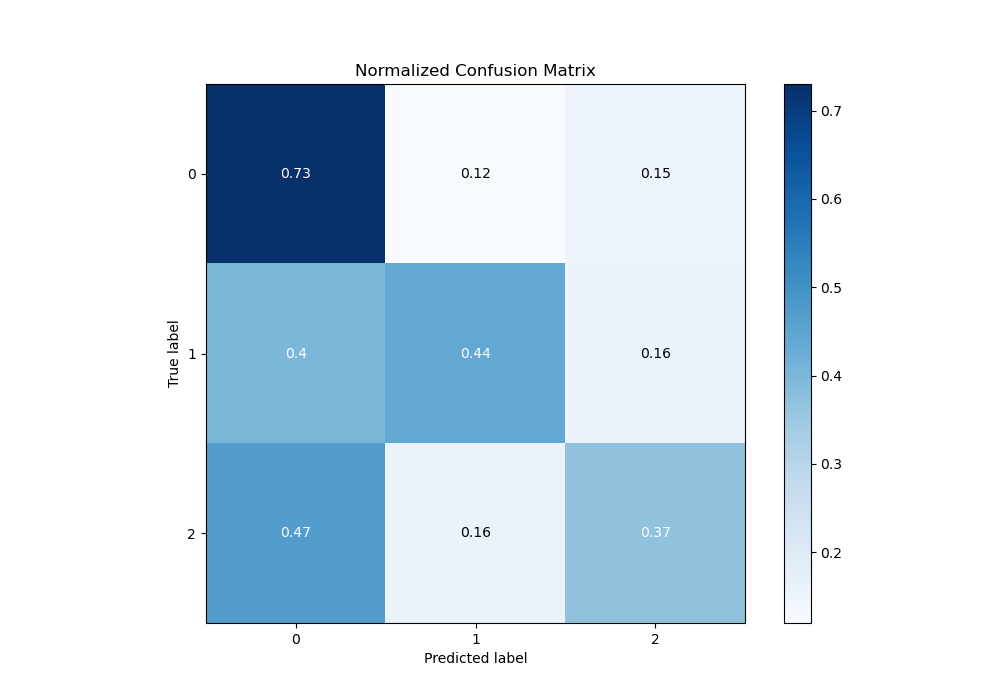 Normalized Confusion Matrix
0 0.73 0.12 0.15
1 0.4 0.44 0.16
2 0.47 0.16 0.37
0 1 2
True label
Predicted label
0.7
0.6
0.5
0.4
0.3
0.2